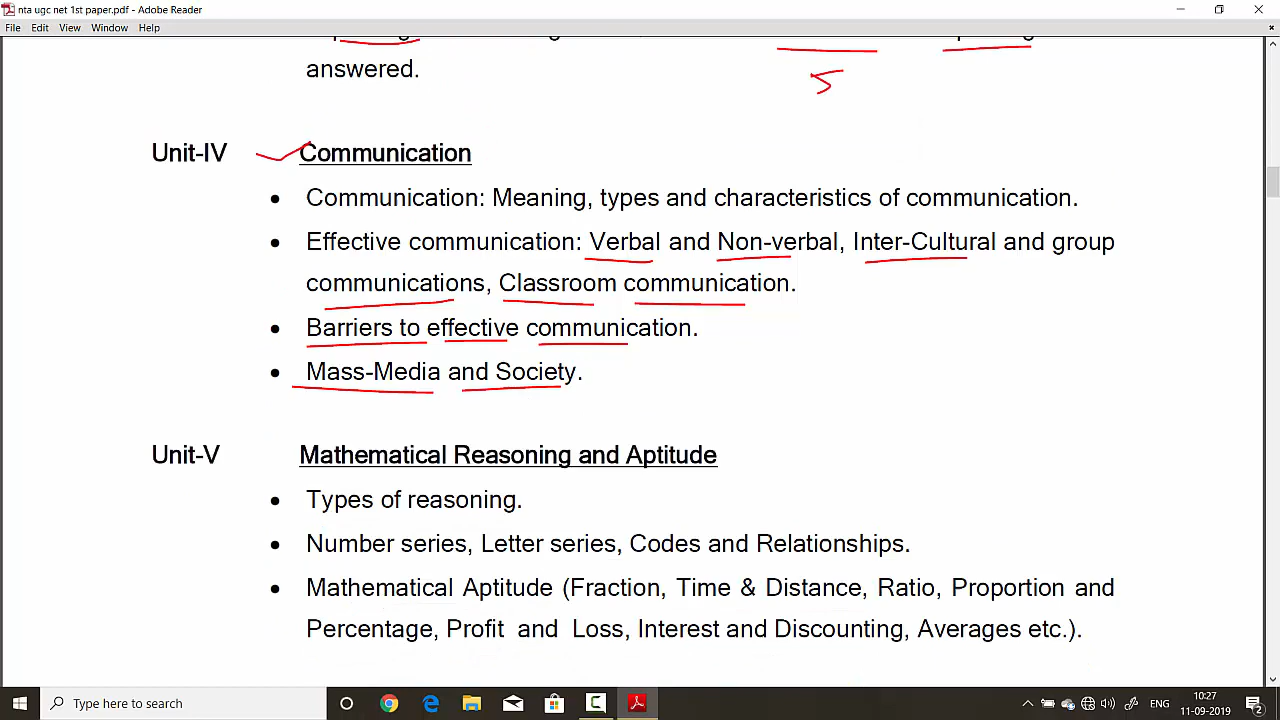 nta ugc net 1st paper.pdf - Adobe Reader
File Edit View Window Help
answered.
5
Unit-IV Communication
• Communication: Meaning, types and characteristics of communication.
• Effective communication: Verbal and Non-verbal, Inter-Cultural and group
communications, Classroom communication.
• Barriers to effective communication.
• Mass-Media and Society.
Unit-V Mathematical Reasoning and Aptitude
• Types of reasoning.
• Number series, Letter series, Codes and Relationships.
• Mathematical Aptitude (Fraction, Time & Distance, Ratio, Proportion and
Percentage, Profit and Loss, Interest and Discounting, Averages etc.).
Type here to search
ENG
10:27
11-09-2019
2